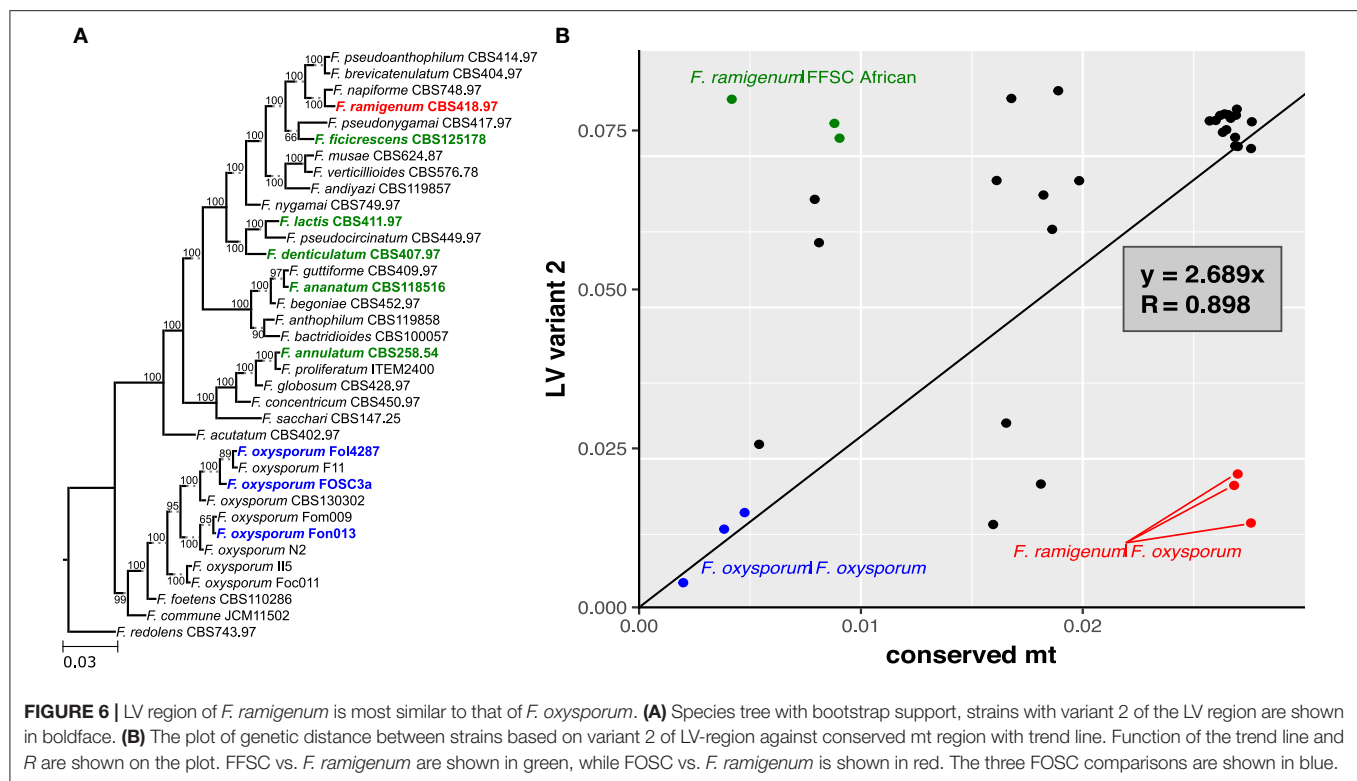 A
F. pseudoanthophilum CBS414.97
F. brevicatenulatum CBS404.97
F. napiforme CBS748.97
F. ramigenum CBS418.97
F. pseudonygamai CBS417.97
F. ficicrescens CBS125178
F. musae CBS624.87
F. verticillioides CBS576.78
F. andiyazi CBS119857
F. nygamai CBS749.97
F. lactis CBS411.97
F. pseudocircinatum CBS449.97
F. denticulatum CBS407.97
F. guttiforme CBS409.97
F. ananatum CBS118516
F. begoniae CBS452.97
F. anthophilum CBS119858
F. bactridioides CBS100057
F. annulatum CBS258.54
F. proliferatum ITEM2400
F. globosum CBS428.97
F. concentricum CBS450.97
F. sacchari CBS147.25
F. acutatum CBS402.97
F. oxysporum Fol4287
F. oxysporum F11
F. oxysporum FOSC3a
F. oxysporum CBS130302
F. oxysporum Fom009
F. oxysporum Fon013
F. oxysporum N2
F. oxysporum II5
F. oxysporum Foc011
F. foetens CBS110286
F. commune JCM11502
F. redolens CBS743.97
100
100
100
100
66
100
100
100
100
100
100
100
97
100
100
90
100
100
100
100
100
100
100
89
100
100
95
65
100
100
100
99
0.03
B
F. ramigenum|FFSC African
0.075
0.050
0.025
0.000
LV variant 2
y = 2.689x
R = 0.898
F. ramigenum|F. oxysporum
F. oxysporum|F. oxysporum
0.00
0.01
0.02
conserved mt
FIGURE 6 | LV region of F. ramigenum is most similar to that of F. oxysporum. (A) Species tree with bootstrap support, strains with variant 2 of the LV region are shown
in boldface. (B) The plot of genetic distance between strains based on variant 2 of LV-region against conserved mt region with trend line. Function of the trend line and
R are shown on the plot. FFSC vs. F. ramigenum are shown in green, while FOSC vs. F. ramigenum is shown in red. The three FOSC comparisons are shown in blue.